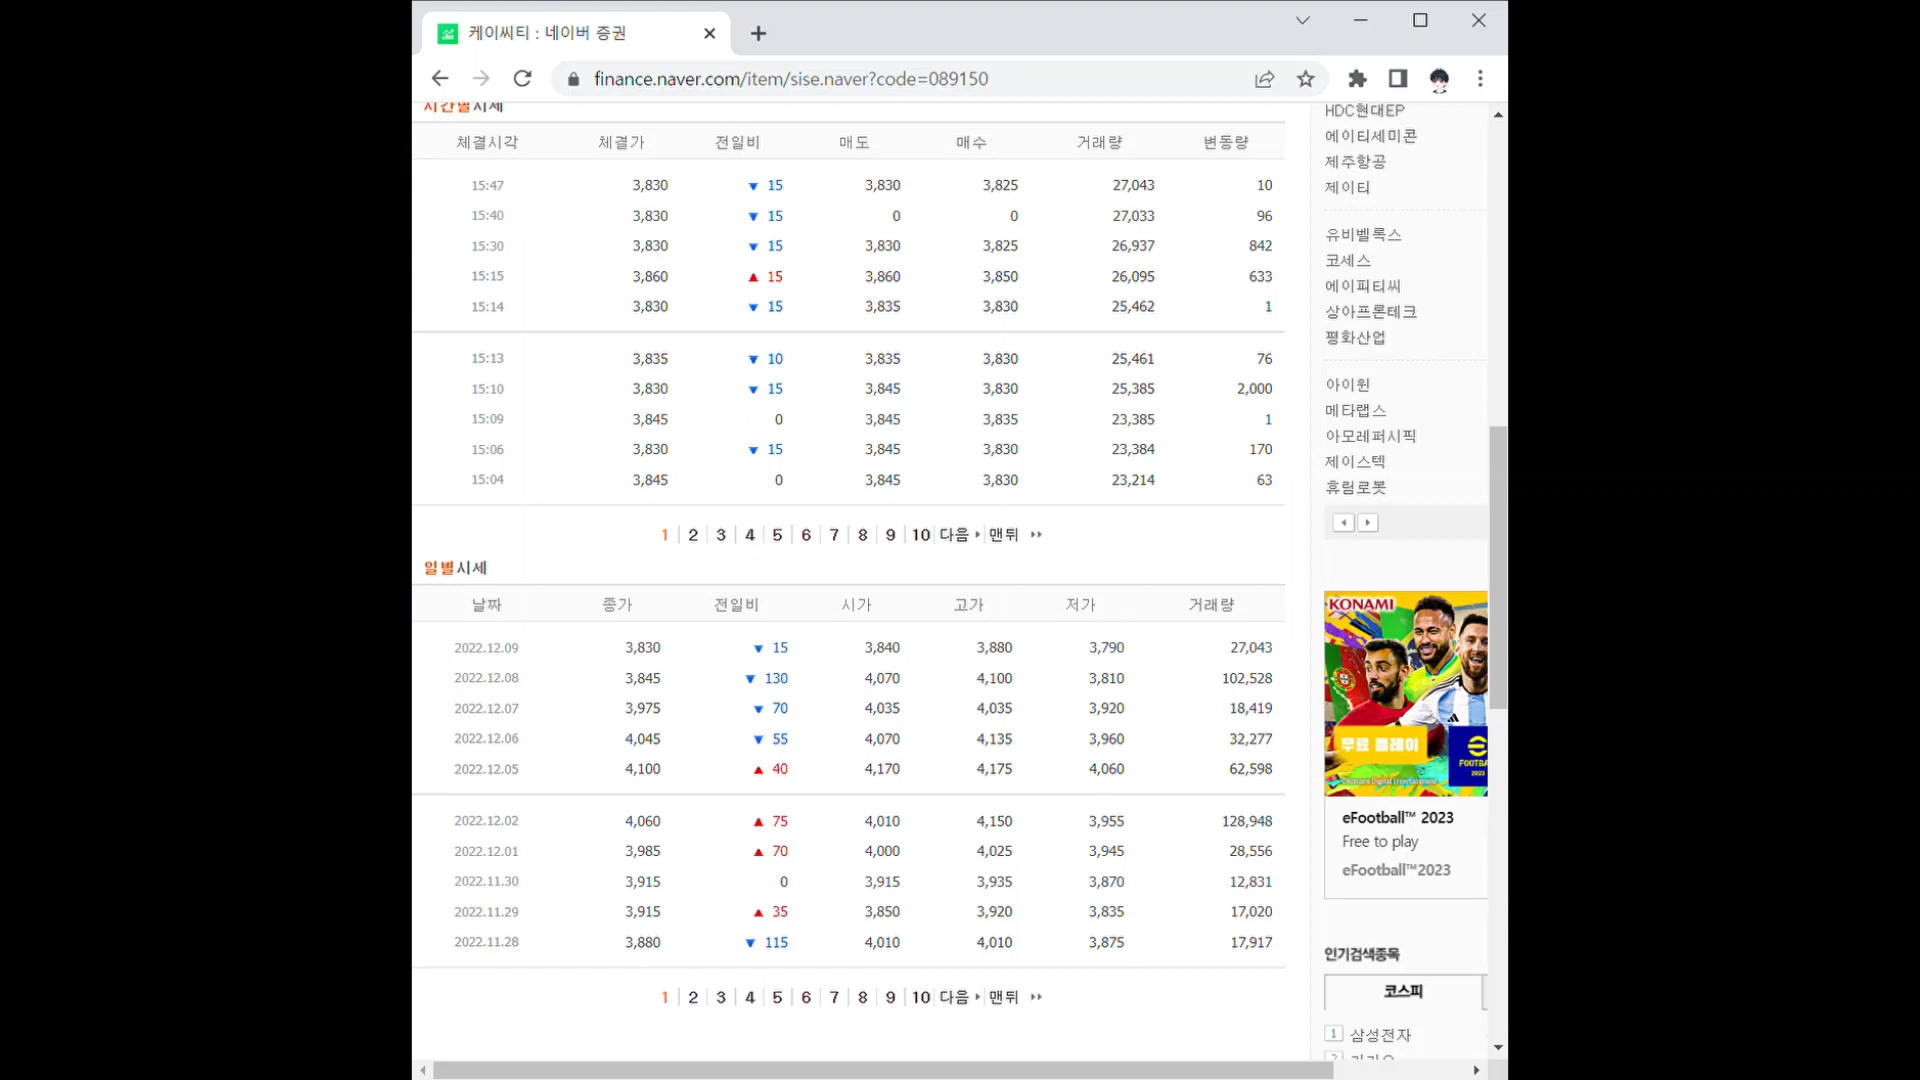 케이씨티 : 네이버 증권
finance.naver.com/item/sise.naver?code=089150
시간별시세
체결시각 체결가 전일비 매도 매수 거래량 변동량
15:47 3,830 ▼ 15 3,830 3,825 27,043 10
15:40 3,830 ▼ 15 0 0 27,033 96
15:30 3,830 ▼ 15 3,830 3,825 26,937 842
15:15 3,860 ▲ 15 3,860 3,850 26,095 633
15:14 3,830 ▼ 15 3,835 3,830 25,462 1
15:13 3,835 ▼ 10 3,835 3,830 25,461 76
15:10 3,830 ▼ 15 3,845 3,830 25,385 2,000
15:09 3,845 0 3,845 3,835 23,385 1
15:06 3,830 ▼ 15 3,845 3,830 23,384 170
15:04 3,845 0 3,845 3,830 23,214 63
1 2 3 4 5 6 7 8 9 10 다음 맨뒤
일별시세
날짜 종가 전일비 시가 고가 저가 거래량
2022.12.09 3,830 ▼ 15 3,840 3,880 3,790 27,043
2022.12.08 3,845 ▼ 130 4,070 4,100 3,810 102,528
2022.12.07 3,975 ▼ 70 4,035 4,035 3,920 18,419
2022.12.06 4,045 ▼ 55 4,070 4,135 3,960 32,277
2022.12.05 4,100 ▲ 40 4,170 4,175 4,060 62,598
2022.12.02 4,060 ▲ 75 4,010 4,150 3,955 128,948
2022.12.01 3,985 ▲ 70 4,000 4,025 3,945 28,556
2022.11.30 3,915 0 3,915 3,935 3,870 12,831
2022.11.29 3,915 ▲ 35 3,850 3,920 3,835 17,020
2022.11.28 3,880 ▼ 115 4,010 4,010 3,875 17,917
1 2 3 4 5 6 7 8 9 10 다음 맨뒤
HDC현대EP
에이티세미콘
제주항공
제이티
유비벨록스
코세스
에이피티씨
상아프론테크
평화산업
아이윈
메타랩스
아모레퍼시픽
제이스텍
휴림로봇
KONAMI
무료 플레이
eFootball™ 2023
Free to play
eFootball™2023
인기검색종목
코스피
1 삼성전자